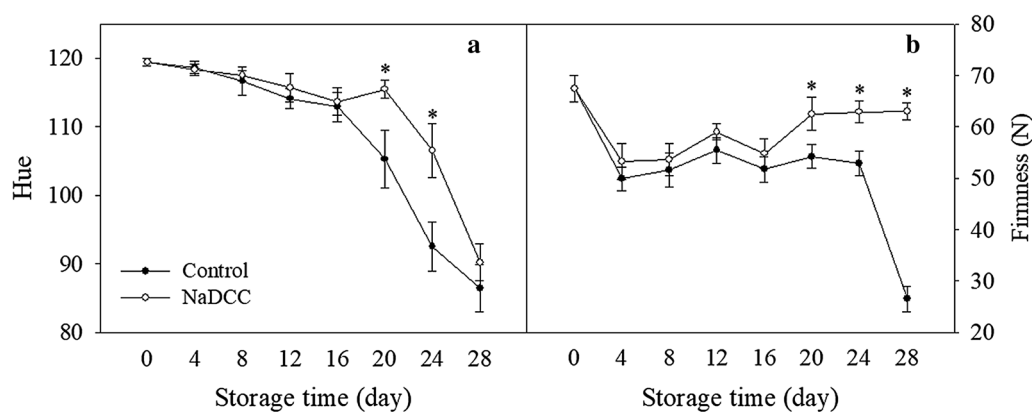 a
b
*
*
*
*
*
120
110
100
90
80
Hue
Control
NaDCC
0 4 8 12 16 20 24 28
Storage time (day)
0 4 8 12 16 20 24 28
Storage time (day)
80
70
60
50
40
30
20
Firmness (N)